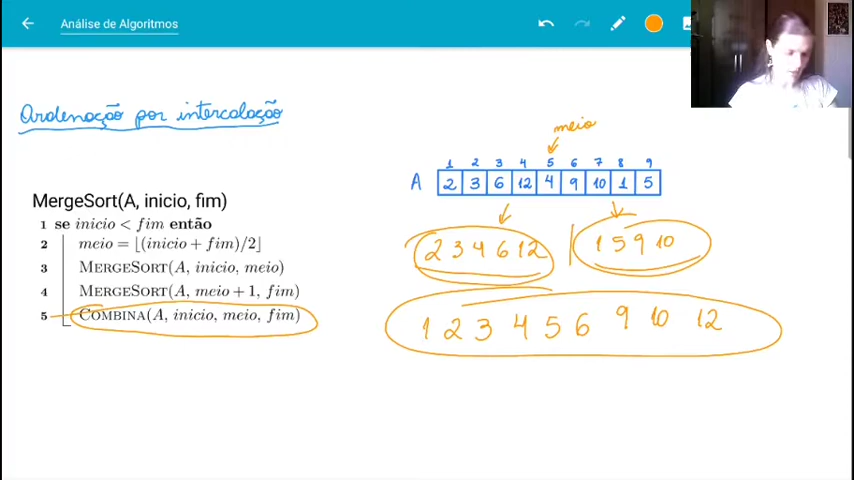 Análise de Algoritmos
Ordenação por intercalação
MergeSort(A, inicio, fim)
1 se inicio < fim então
2 meio = ⌊(inicio + fim)/2⌋
3 MERGESORT(A, inicio, meio)
4 MERGESORT(A, meio + 1, fim)
5 COMBINA(A, inicio, meio, fim)
meio
1 2 3 4 5 6 7 8 9
A 2 3 6 12 4 9 10 1 5
2 3 4 6 12 | 1 5 9 10
1 2 3 4 5 6 9 10 12